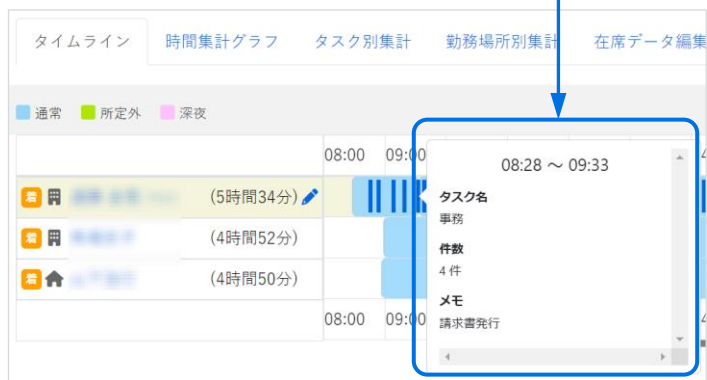 タイムライン 時間集計グラフ タスク別集計 勤務場所別集計 在席データ編集
通常 所定外 深夜
08:00 09:00
08:28 ～ 09:33
着 (5時間34分)
タスク名
事務
着 (4時間52分)
件数
4 件
着 (4時間50分)
メモ
08:00 09:00
請求書発行